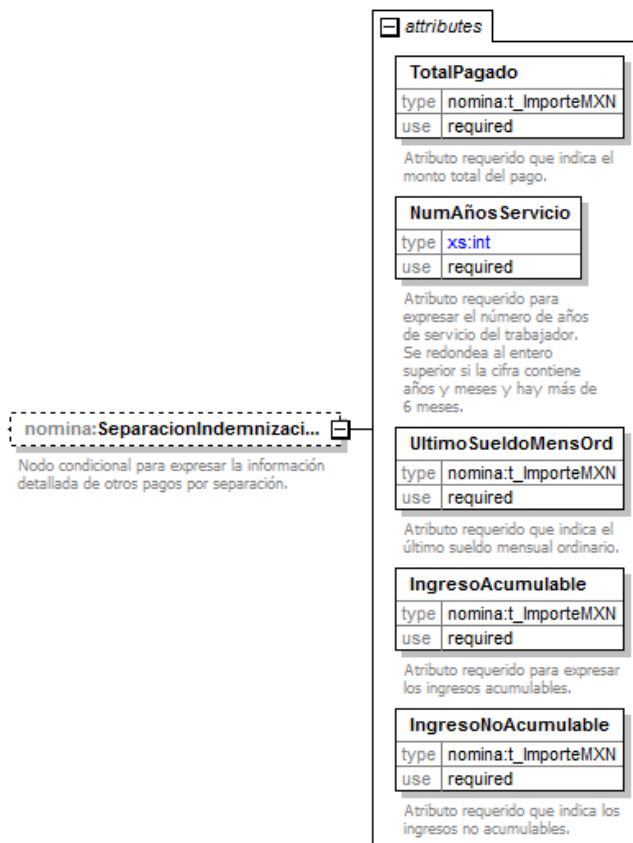 attributes
TotalPagado
type nomina:t_ImporteMXN
use required
Atributo requerido que indica el
monto total del pago.
NumAñosServicio
type xs:int
use required
Atributo requerido para
expresar el número de años
de servicio del trabajador.
Se redondea al entero
superior si la cifra contiene
años y meses y hay más de
6 meses.
nomina:SeparacionIndemnizaci...
Nodo condicional para expresar la información
detallada de otros pagos por separación.
UltimoSueldoMensOrd
type nomina:t_ImporteMXN
use required
Atributo requerido que indica el
último sueldo mensual ordinario.
IngresoAcumulable
type nomina:t_ImporteMXN
use required
Atributo requerido para expresar
los ingresos acumulables.
IngresoNoAcumulable
type nomina:t_ImporteMXN
use required
Atributo requerido que indica los
ingresos no acumulables.